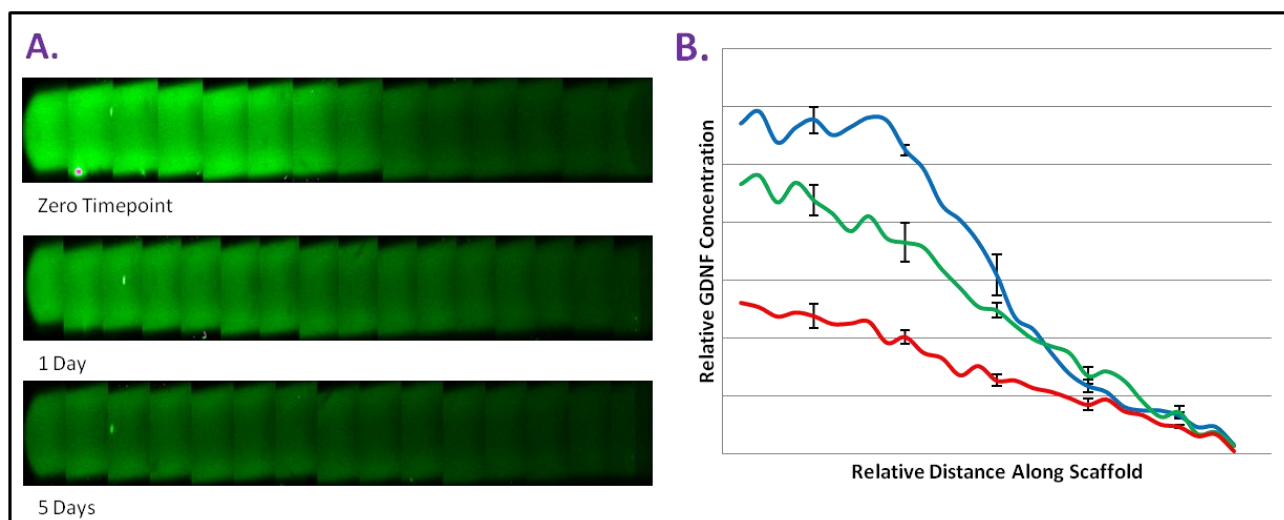 A.
Zero Timepoint
1 Day
5 Days
B.
Relative GDNF Concentration
Relative Distance Along Scaffold